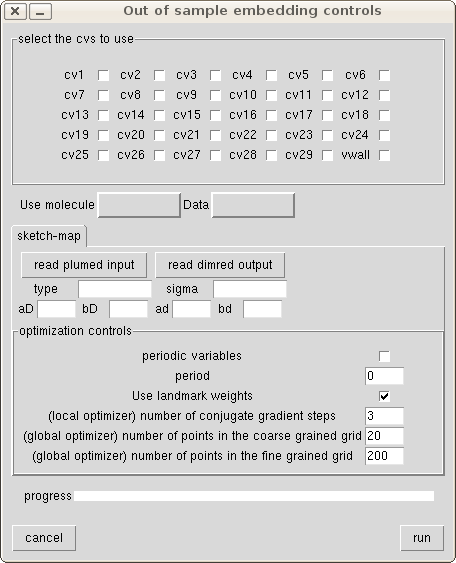 Out of sample embedding controls
select the cvs to use
cv1 cv2 cv3 cv4 cv5 cv6
cv7 cv8 cv9 cv10 cv11 cv12
cv13 cv14 cv15 cv16 cv17 cv18
cv19 cv20 cv21 cv22 cv23 cv24
cv25 cv26 cv27 cv28 cv29 vwall
Use molecule Data
sketch-map
read plumed input read dimred output
type sigma
aD bD ad bd
optimization controls
periodic variables
period 0
Use landmark weights
(local optimizer) number of conjugate gradient steps 3
(global optimizer) number of points in the coarse grained grid 20
(global optimizer) number of points in the fine grained grid 200
progress
cancel run